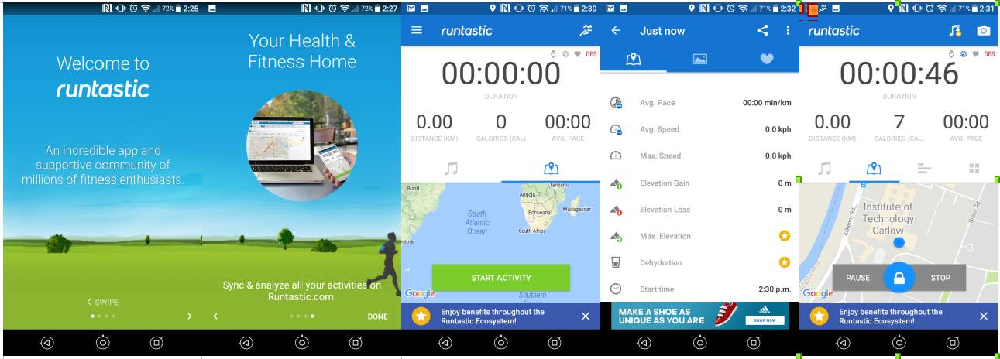 72% 2:25
Welcome to
runtastic
An incredible app and
supportive community of
millions of fitness enthusiasts.
SWIPE
72% 2:27
Your Health &
Fitness Home
Sync & analyze all your activities on
Runtastic.com.
DONE
71% 2:30
runtastic
GPS
00:00:00
DURATION
0.00 0 00:00
DISTANCE (KM) CALORIES (CAL) AVG. PACE
Brazil
Tanzania
Angola
South
Atlantic
Ocean
Botswana
Madagascar
South Africa
entina
START ACTIVITY
Google
Southern
Enjoy benefits throughout the
Runtastic Ecosystem!
71% 2:32
Just now
Avg. Pace 00:00 min/km
Avg. Speed 0.0 kph
Max. Speed 0.0 kph
Elevation Gain 0 m
Elevation Loss 0 m
Max. Elevation
Dehydration
Start time 2:30 p.m.
MAKE A SHOE AS
UNIQUE AS YOU ARE
adidas
SHOP NOW
71% 2:31
runtastic
GPS
00:00:46
DURATION
0.00 7 00:00
DISTANCE (KM) CALORIES (CAL) AVG. PACE
Institute of
Technology
Carlow
Kilkenny Rd
Green Rd
PAUSE STOP
Google
Enjoy benefits throughout the
Runtastic Ecosystem!